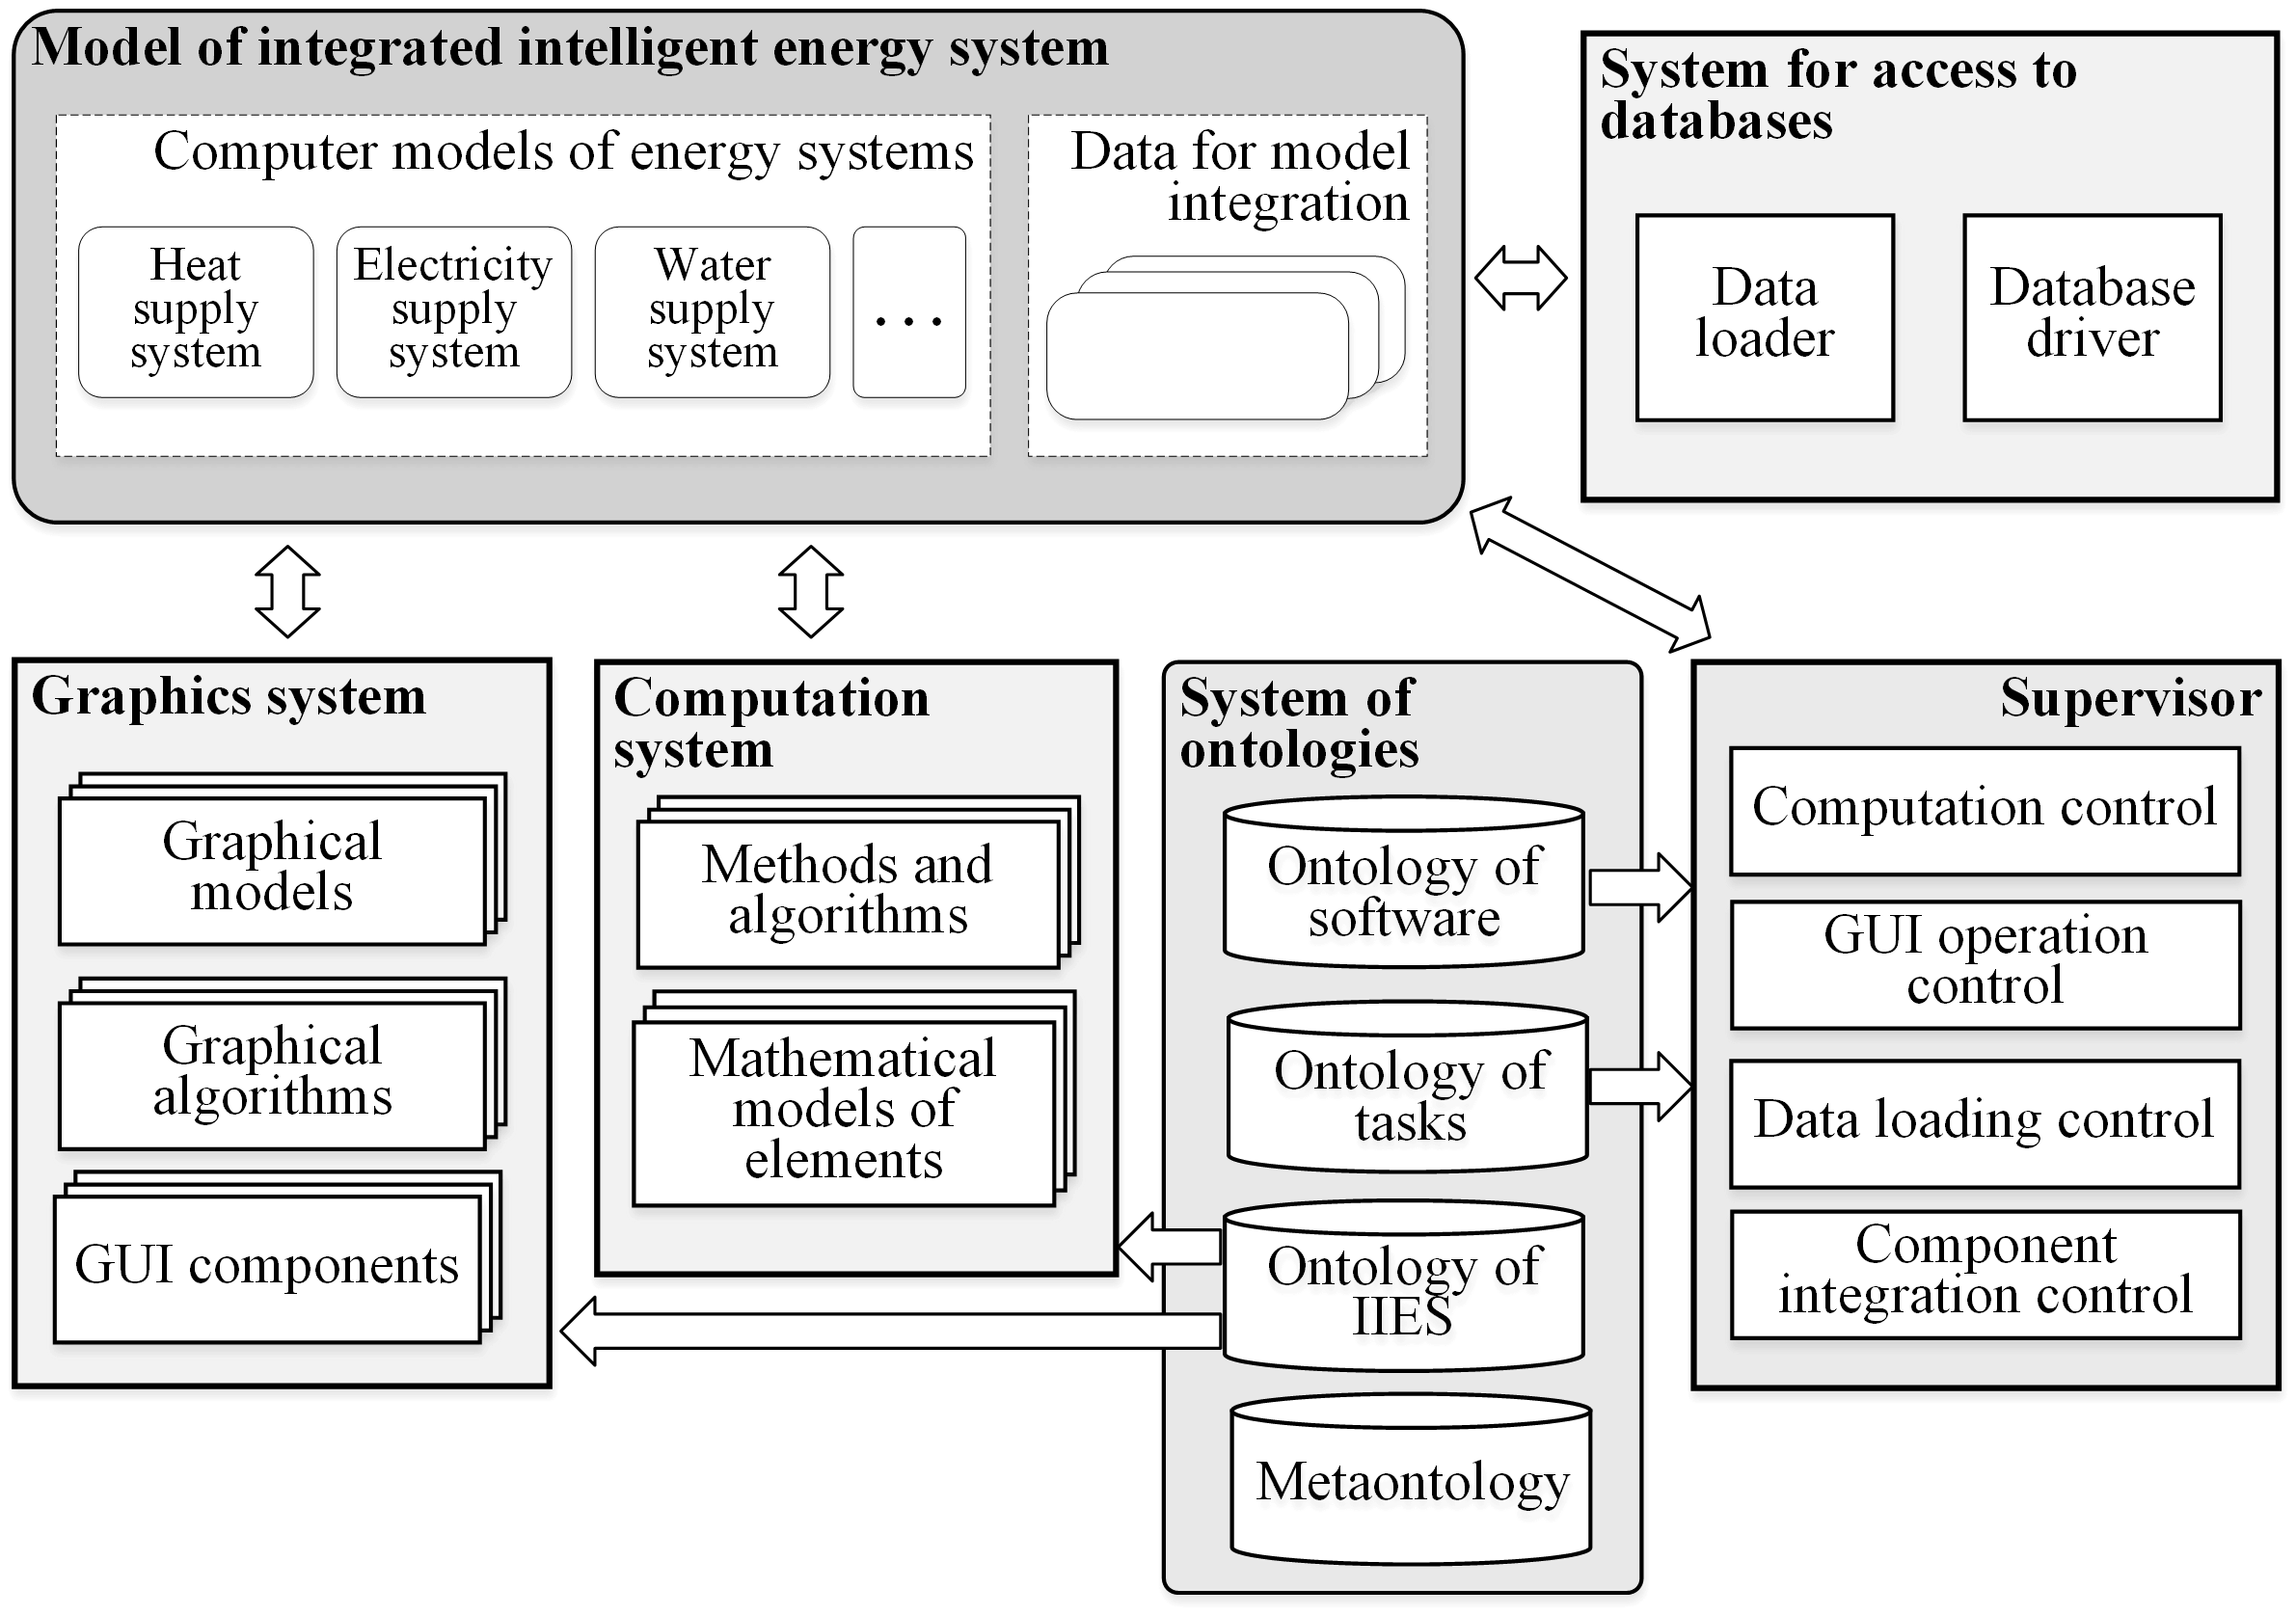 Model of integrated intelligent energy system
Computer models of energy systems
Heat
supply
system
Electricity
supply
system
Water
supply
system
...
Data for model
integration
System for access to
databases
Data
loader
Database
driver
Graphics system
Graphical
models
Graphical
algorithms
GUI components
Computation
system
Methods and
algorithms
Mathematical
models of
elements
System of
ontologies
Ontology of
software
Ontology of
tasks
Ontology of
IIES
Metaontology
Supervisor
Computation control
GUI operation
control
Data loading control
Component
integration control